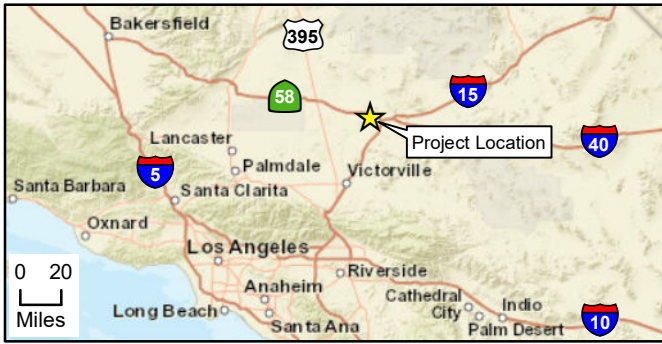 Bakersfield
395
58
15
Project Location
Lancaster
40
Palmdale
Victorville
5
Santa Barbara
Santa Clarita
Oxnard
Los Angeles
0 20
Miles
Riverside
Anaheim
Cathedral
City
Indio
Long Beach
Santa Ana
Palm Desert
10